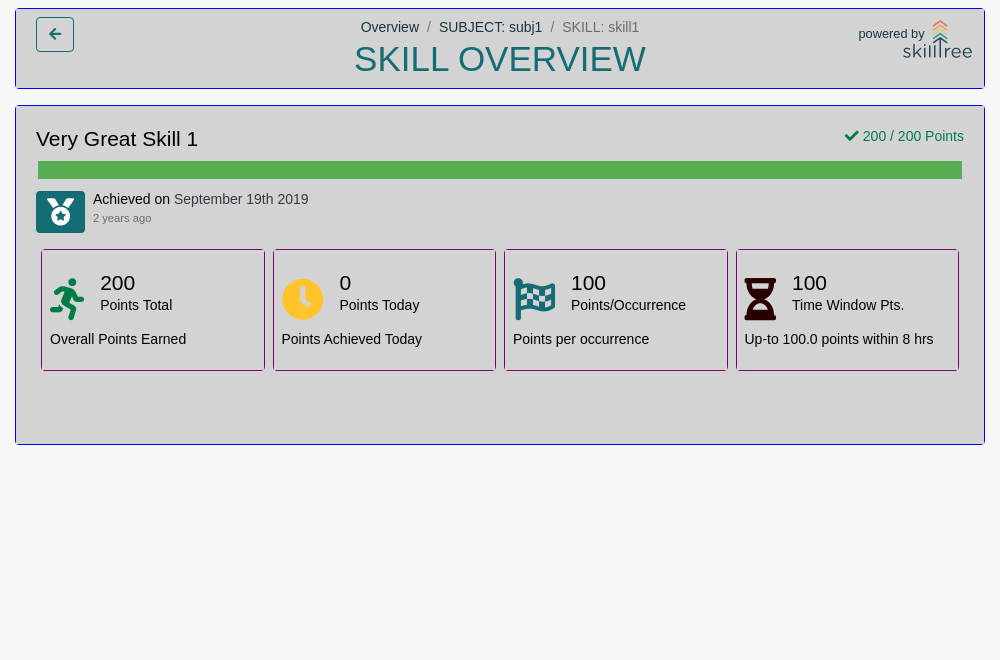 Overview / SUBJECT: subj1 / SKILL: skill1
SKILL OVERVIEW
powered by
skilltree
Very Great Skill 1
200 / 200 Points
Achieved on September 19th 2019
2 years ago
200
Points Total
Overall Points Earned
0
Points Today
Points Achieved Today
100
Points/Occurrence
Points per occurrence
100
Time Window Pts.
Up-to 100.0 points within 8 hrs